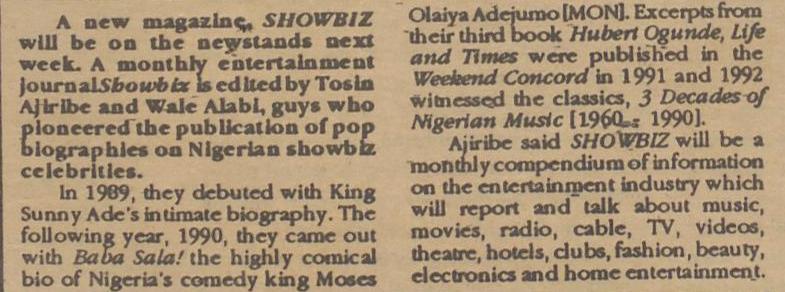 A new magazine, SHOWBIZ
will be on the newstands next
week. A monthly entertainment
journalShowbiz is edited by Tosin
Ajiribe and Wale Alabi, guys who
pioneered the publication of pop
biographies on Nigerian showbiz
celebrities.
In 1989, they debuted with King
Sunny Ade's intimate biography. The
following year, 1990, they came out
with Baba Sala! the highly comical
bio of Nigeria's comedy king Moses
Olaiya Adejumo [MON]. Excerpts from
their third book Hubert Ogunde, Life
and Times were published in the
Weekend Concord in 1991 and 1992
witnessed the classics, 3 Decades of
Nigerian Music [1960 - 1990].
Ajiribe said SHOWBIZ will be a
monthly compendium of information
on the entertainment industry which
will report and talk about music,
movies, radio, cable, TV, videos,
theatre, hotels, clubs, fashion, beauty,
electronics and home entertainment.